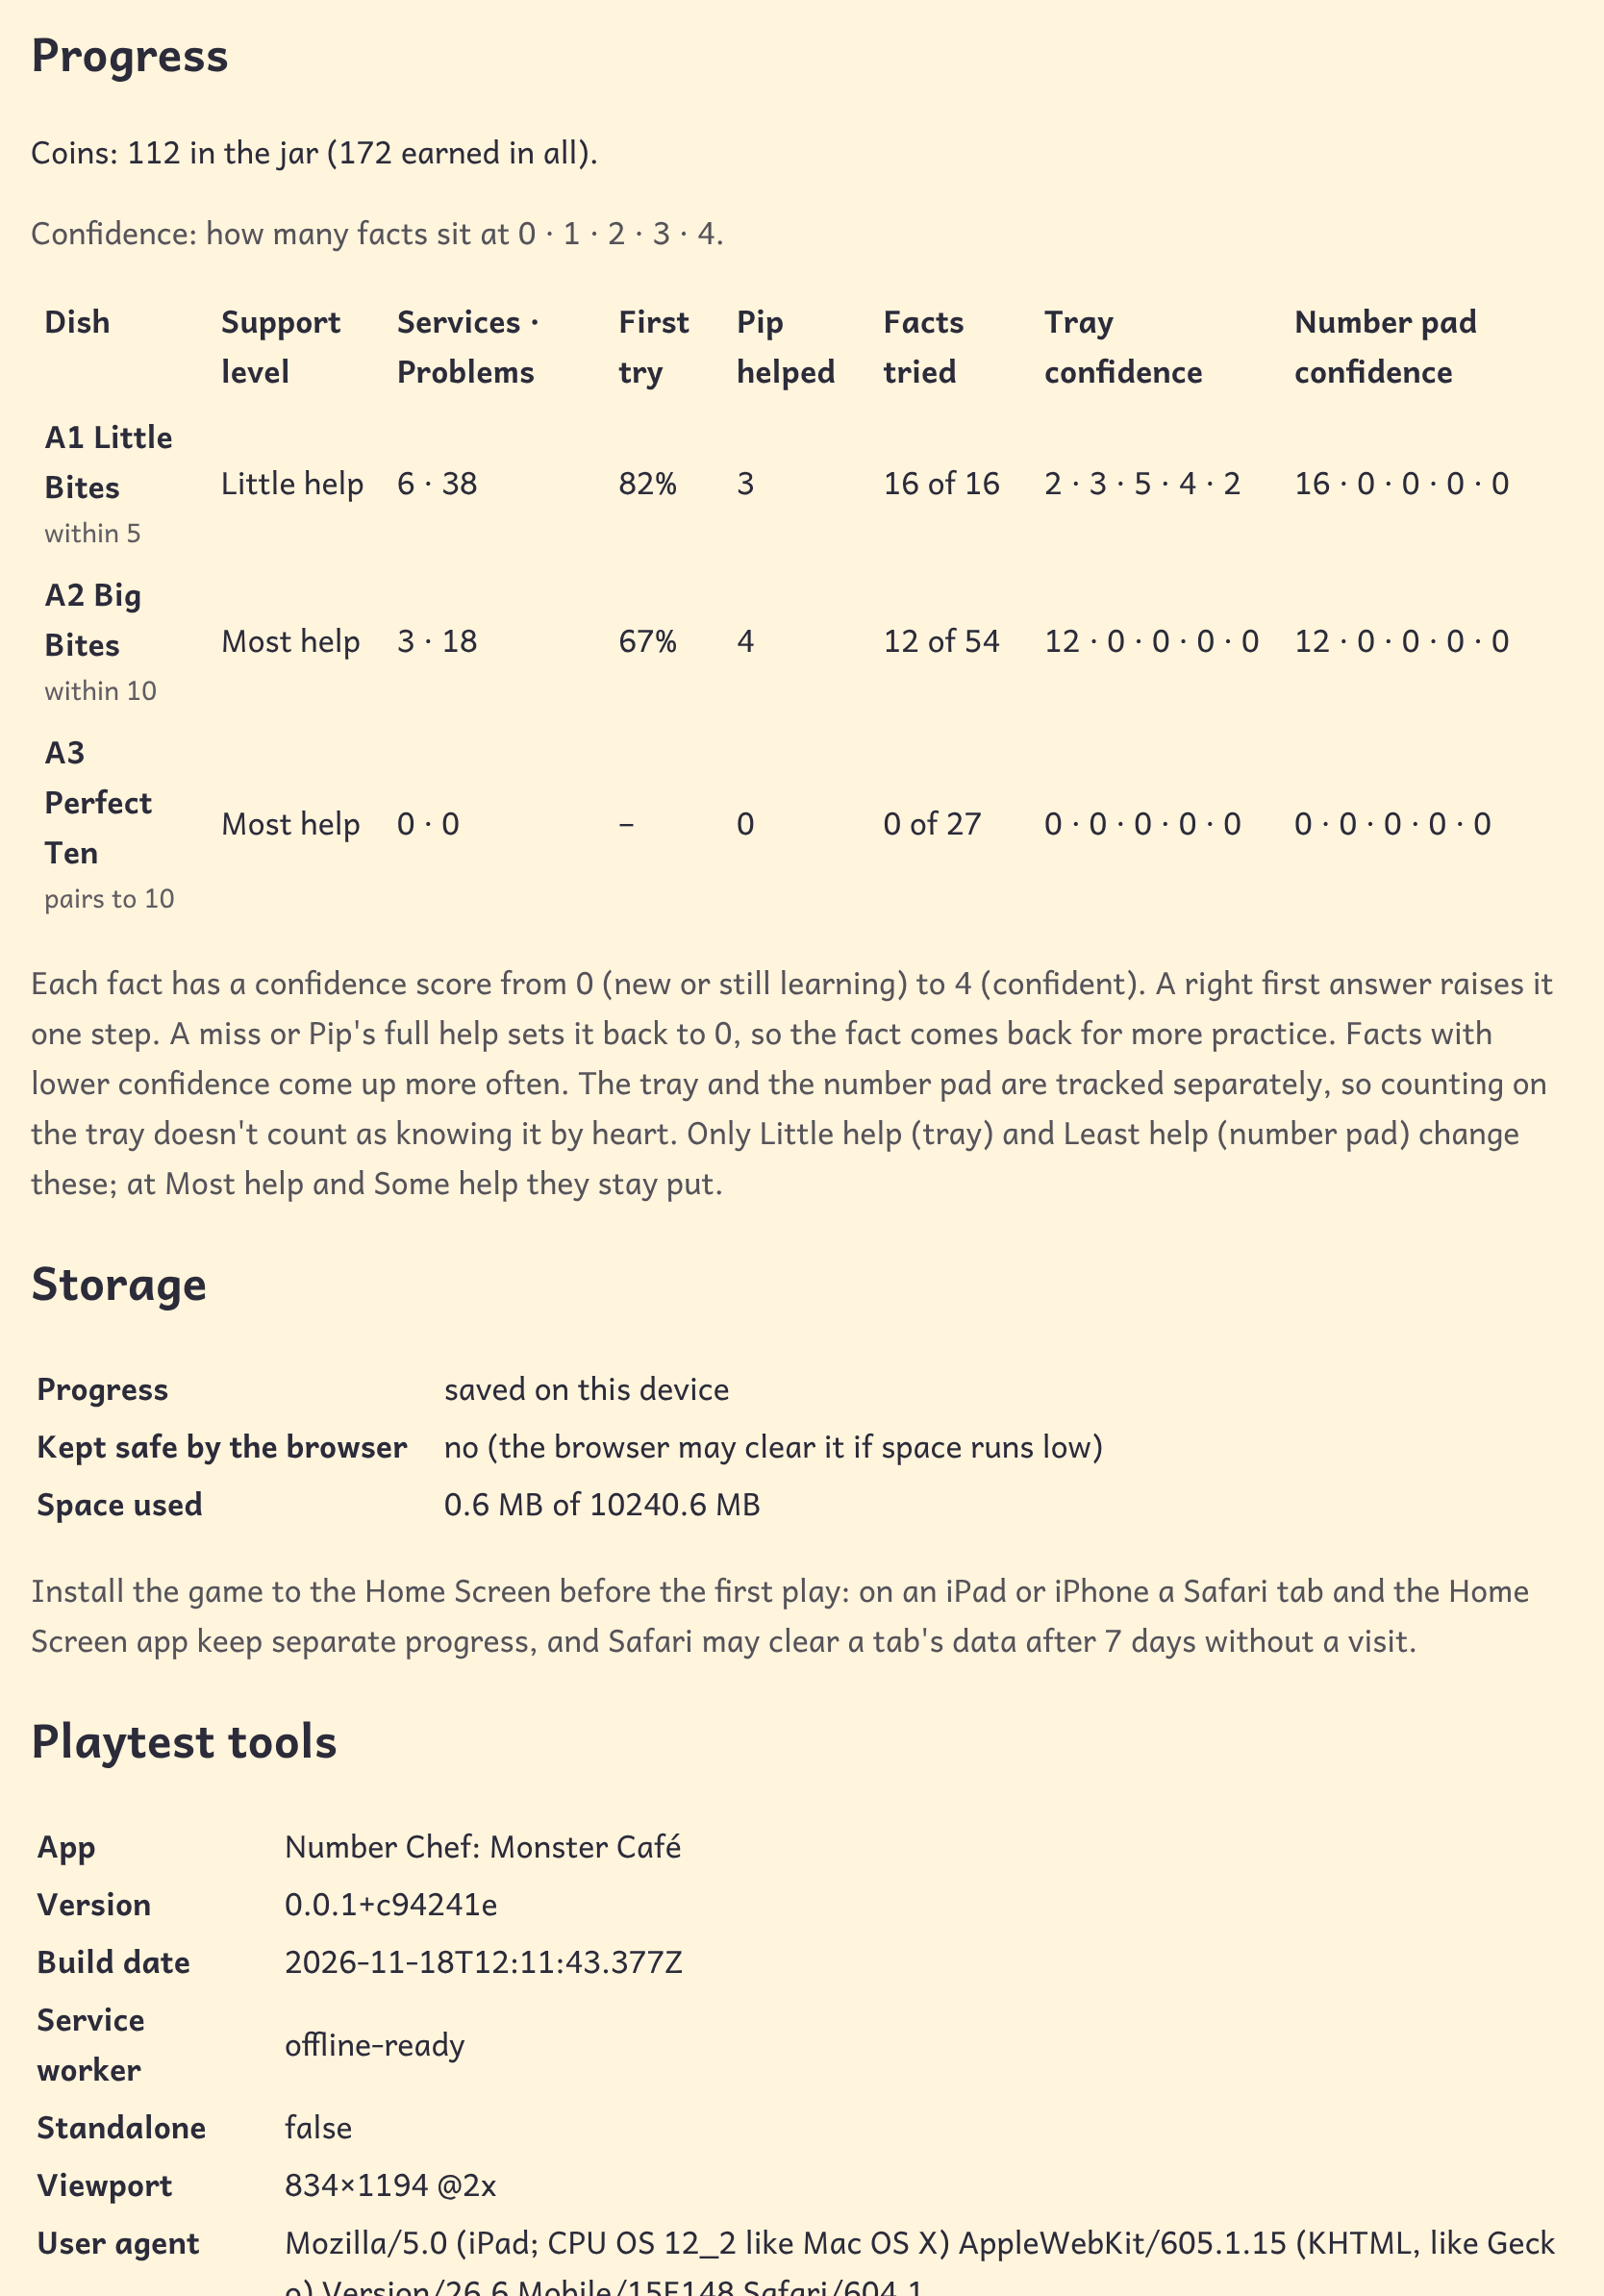 Progress
Coins: 112 in the jar (172 earned in all).
Confidence: how many facts sit at 0 · 1 · 2 · 3 · 4.
Dish Support level Services · Problems First try Pip helped Facts tried Tray confidence Number pad confidence
A1 Little Bites within 5 Little help 6 · 38 82% 3 16 of 16 2 · 3 · 5 · 4 · 2 16 · 0 · 0 · 0 · 0
A2 Big Bites within 10 Most help 3 · 18 67% 4 12 of 54 12 · 0 · 0 · 0 · 0 12 · 0 · 0 · 0 · 0
A3 Perfect Ten pairs to 10 Most help 0 · 0 – 0 0 of 27 0 · 0 · 0 · 0 · 0 0 · 0 · 0 · 0 · 0
Each fact has a confidence score from 0 (new or still learning) to 4 (confident). A right first answer raises it
one step. A miss or Pip's full help sets it back to 0, so the fact comes back for more practice. Facts with
lower confidence come up more often. The tray and the number pad are tracked separately, so counting on
the tray doesn't count as knowing it by heart. Only Little help (tray) and Least help (number pad) change
these; at Most help and Some help they stay put.
Storage
Progress saved on this device
Kept safe by the browser no (the browser may clear it if space runs low)
Space used 0.6 MB of 10240.6 MB
Install the game to the Home Screen before the first play: on an iPad or iPhone a Safari tab and the Home
Screen app keep separate progress, and Safari may clear a tab's data after 7 days without a visit.
Playtest tools
App Number Chef: Monster Café
Version 0.0.1+c94241e
Build date 2026-11-18T12:11:43.377Z
Service worker offline-ready
Standalone false
Viewport 834×1194 @2x
User agent Mozilla/5.0 (iPad; CPU OS 12_2 like Mac OS X) AppleWebKit/605.1.15 (KHTML, like Geck
o) Version/26.6 Mobile/15E148 Safari/604.1